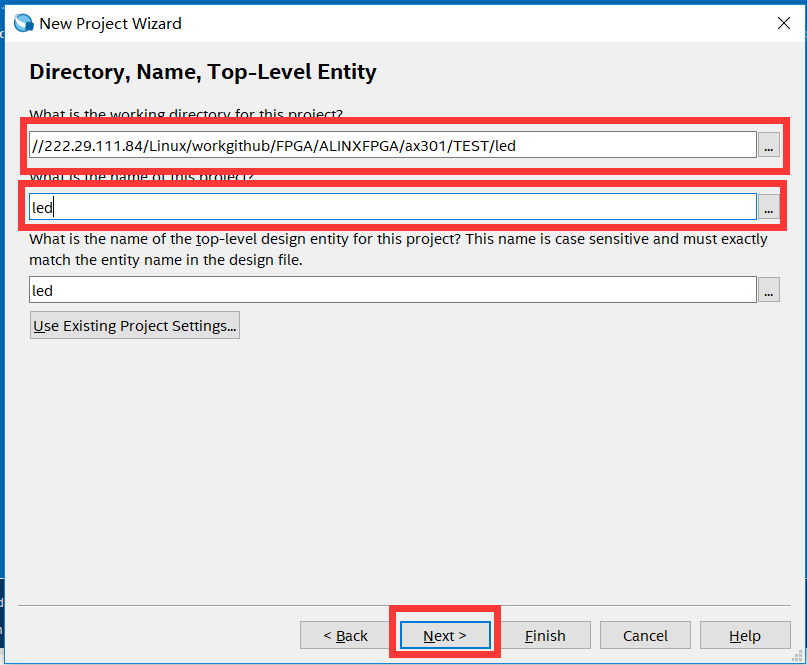 New Project Wizard
Directory, Name, Top-Level Entity
What is the working directory for this project?
//222.29.111.84/Linux/workgithub/FPGA/ALINXFPGA/ax301/TEST/led
...
What is the name of this project?
led
...
What is the name of the top-level design entity for this project? This name is case sensitive and must exactly
match the entity name in the design file.
led
...
Use Existing Project Settings...
< Back
Next >
Finish
Cancel
Help